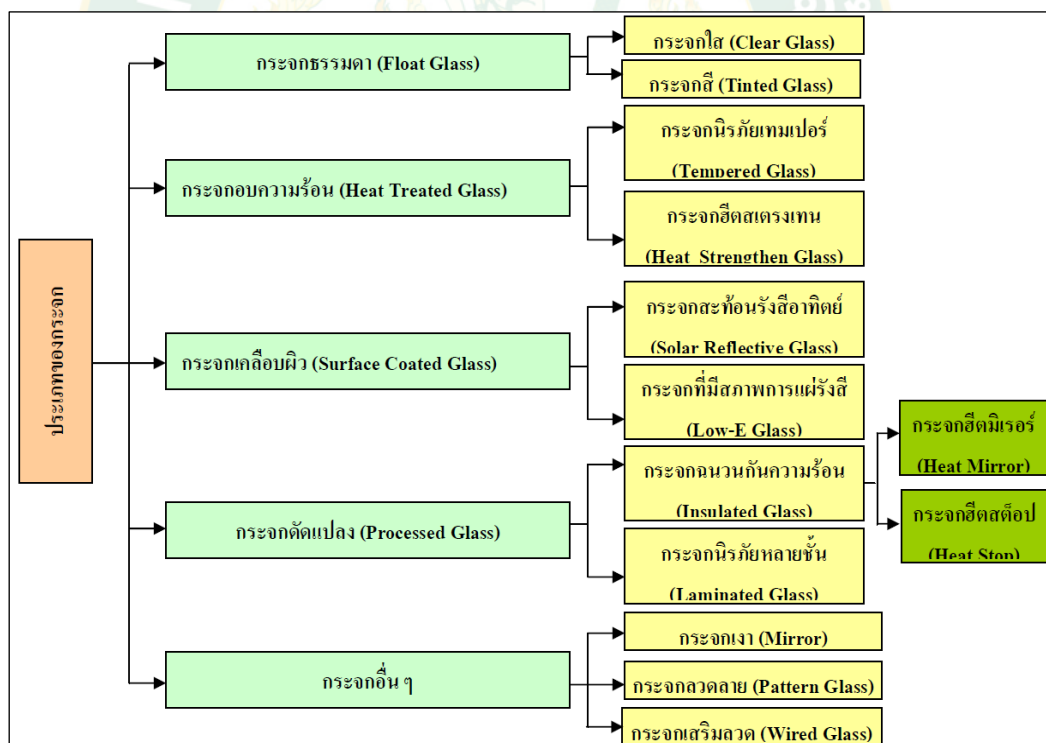 ประเภทของกระจก
กระจกธรรมดา (Float Glass)
กระจกใส (Clear Glass)
กระจกสี (Tinted Glass)
กระจกอบความร้อน (Heat Treated Glass)
กระจกนิรภัยเทมเปอร์
(Tempered Glass)
กระจกฮีตสเตรงเทน
(Heat Strengthen Glass)
กระจกเคลือบผิว (Surface Coated Glass)
กระจกสะท้อนรังสีอาทิตย์
(Solar Reflective Glass)
กระจกที่มีสภาพการแผ่รังสี
(Low-E Glass)
กระจกดัดแปลง (Processed Glass)
กระจกฉนวนกันความร้อน
(Insulated Glass)
กระจกฮีตมิเรอร์
(Heat Mirror)
กระจกฮีตสต็อป
(Heat Stop)
กระจกนิรภัยหลายชั้น
(Laminated Glass)
กระจกอื่น ๆ
กระจกเงา (Mirror)
กระจกลวดลาย (Pattern Glass)
กระจกเสริมลวด (Wired Glass)